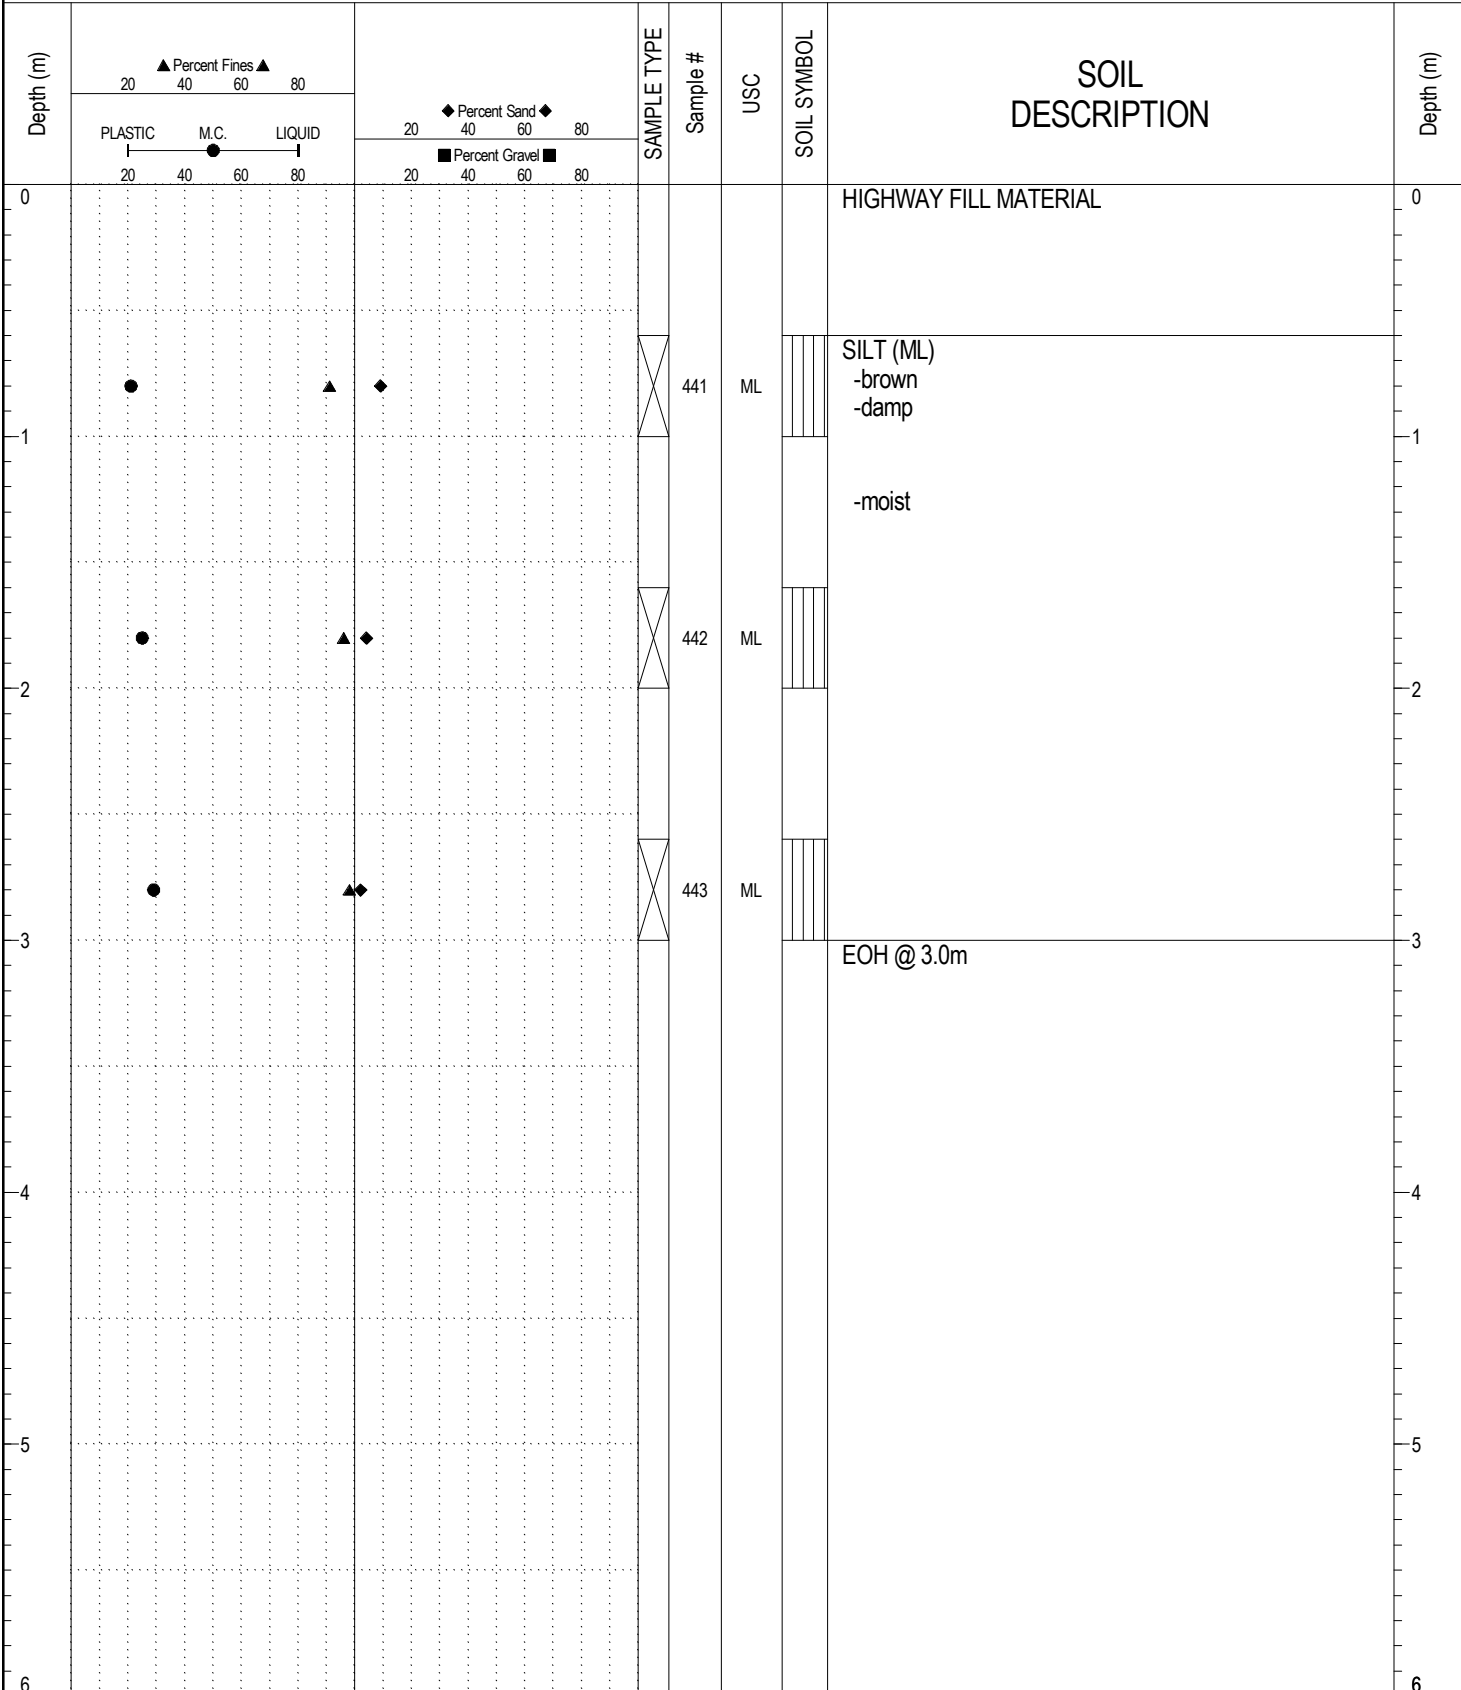 Depth (m)
▲ Percent Fines ▲
20 40 60 80
PLASTIC M.C. LIQUID
20 40 60 80
◆ Percent Sand ◆
20 40 60 80
■ Percent Gravel ■
20 40 60 80
SAMPLE TYPE
Sample #
USC
SOIL SYMBOL
SOIL
DESCRIPTION
Depth (m)
0 HIGHWAY FILL MATERIAL 0
SILT (ML)
-brown
441 ML
-damp
1 1
-moist
442 ML
2 2
443 ML
3 3
EOH @ 3.0m
4 4
5 5
6 6